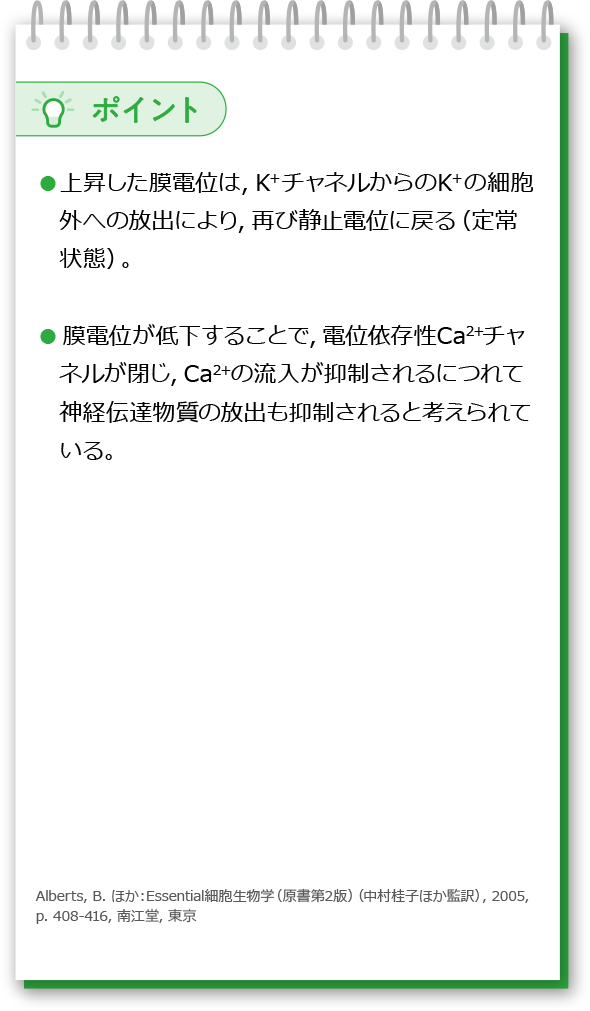 ポイント
●上昇した膜電位は, K⁺チャネルからのK⁺の細胞
外への放出により, 再び静止電位に戻る（定常
状態）。
●膜電位が低下することで, 電位依存性Ca²⁺チャ
ネルが閉じ, Ca²⁺の流入が抑制されるにつれて
神経伝達物質の放出も抑制されると考えられて
いる。
Alberts, B. ほか：Essential細胞生物学（原書第2版）（中村桂子ほか監訳）, 2005,
p. 408-416, 南江堂, 東京